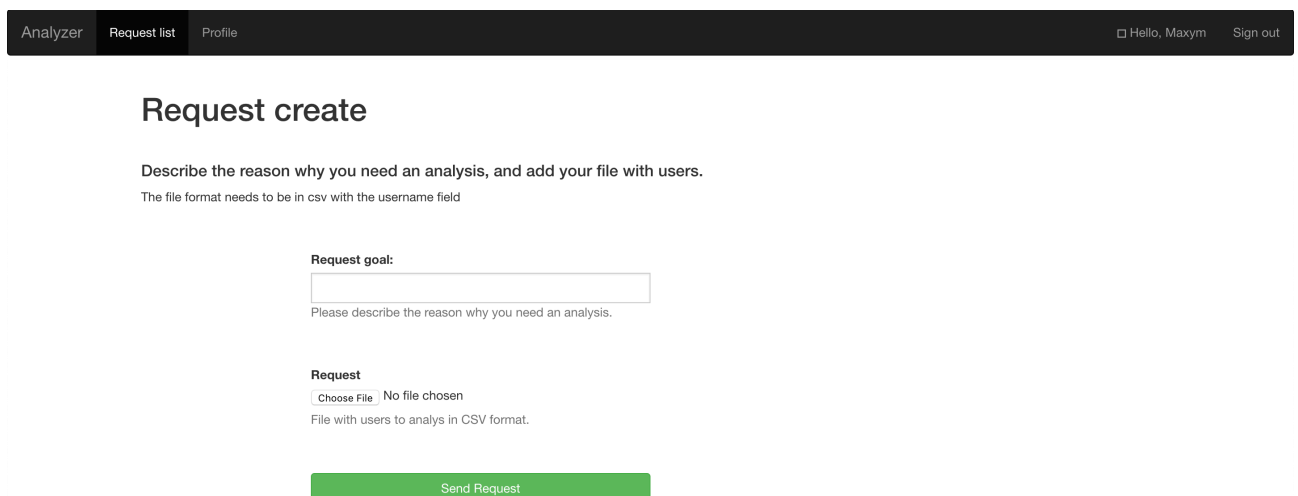 Analyzer Request list Profile Hello, Maxym Sign out
Request create
Describe the reason why you need an analysis, and add your file with users.
The file format needs to be in csv with the username field
Request goal:
Please describe the reason why you need an analysis.
Request
Choose File No file chosen
File with users to analys in CSV format.
Send Request